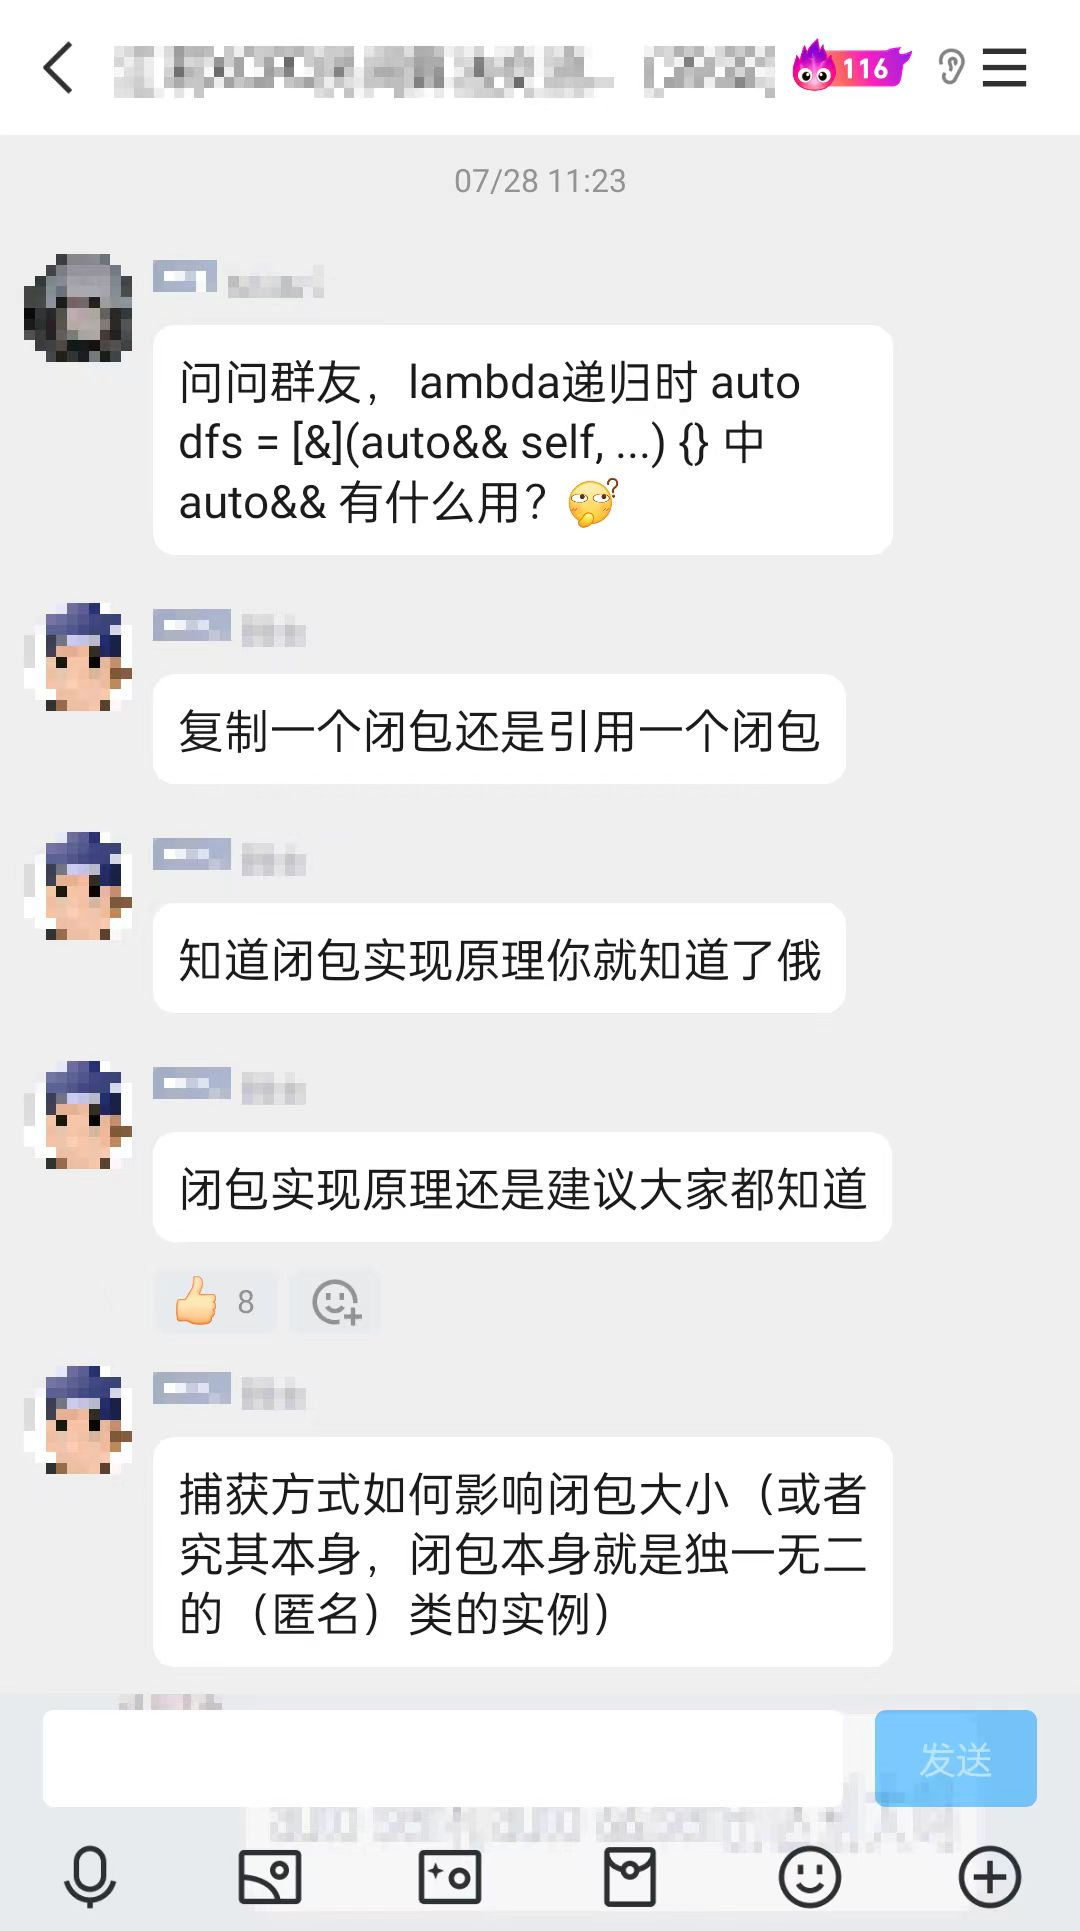 116
07/28 11:23
问问群友，lambda递归时 auto
dfs = [&](auto&& self, ...) {} 中
auto&& 有什么用？
复制一个闭包还是引用一个闭包
知道闭包实现原理你就知道了俄
闭包实现原理还是建议大家都知道
8
捕获方式如何影响闭包大小（或者
究其本身，闭包本身就是独一无二
的（匿名）类的实例）
发送